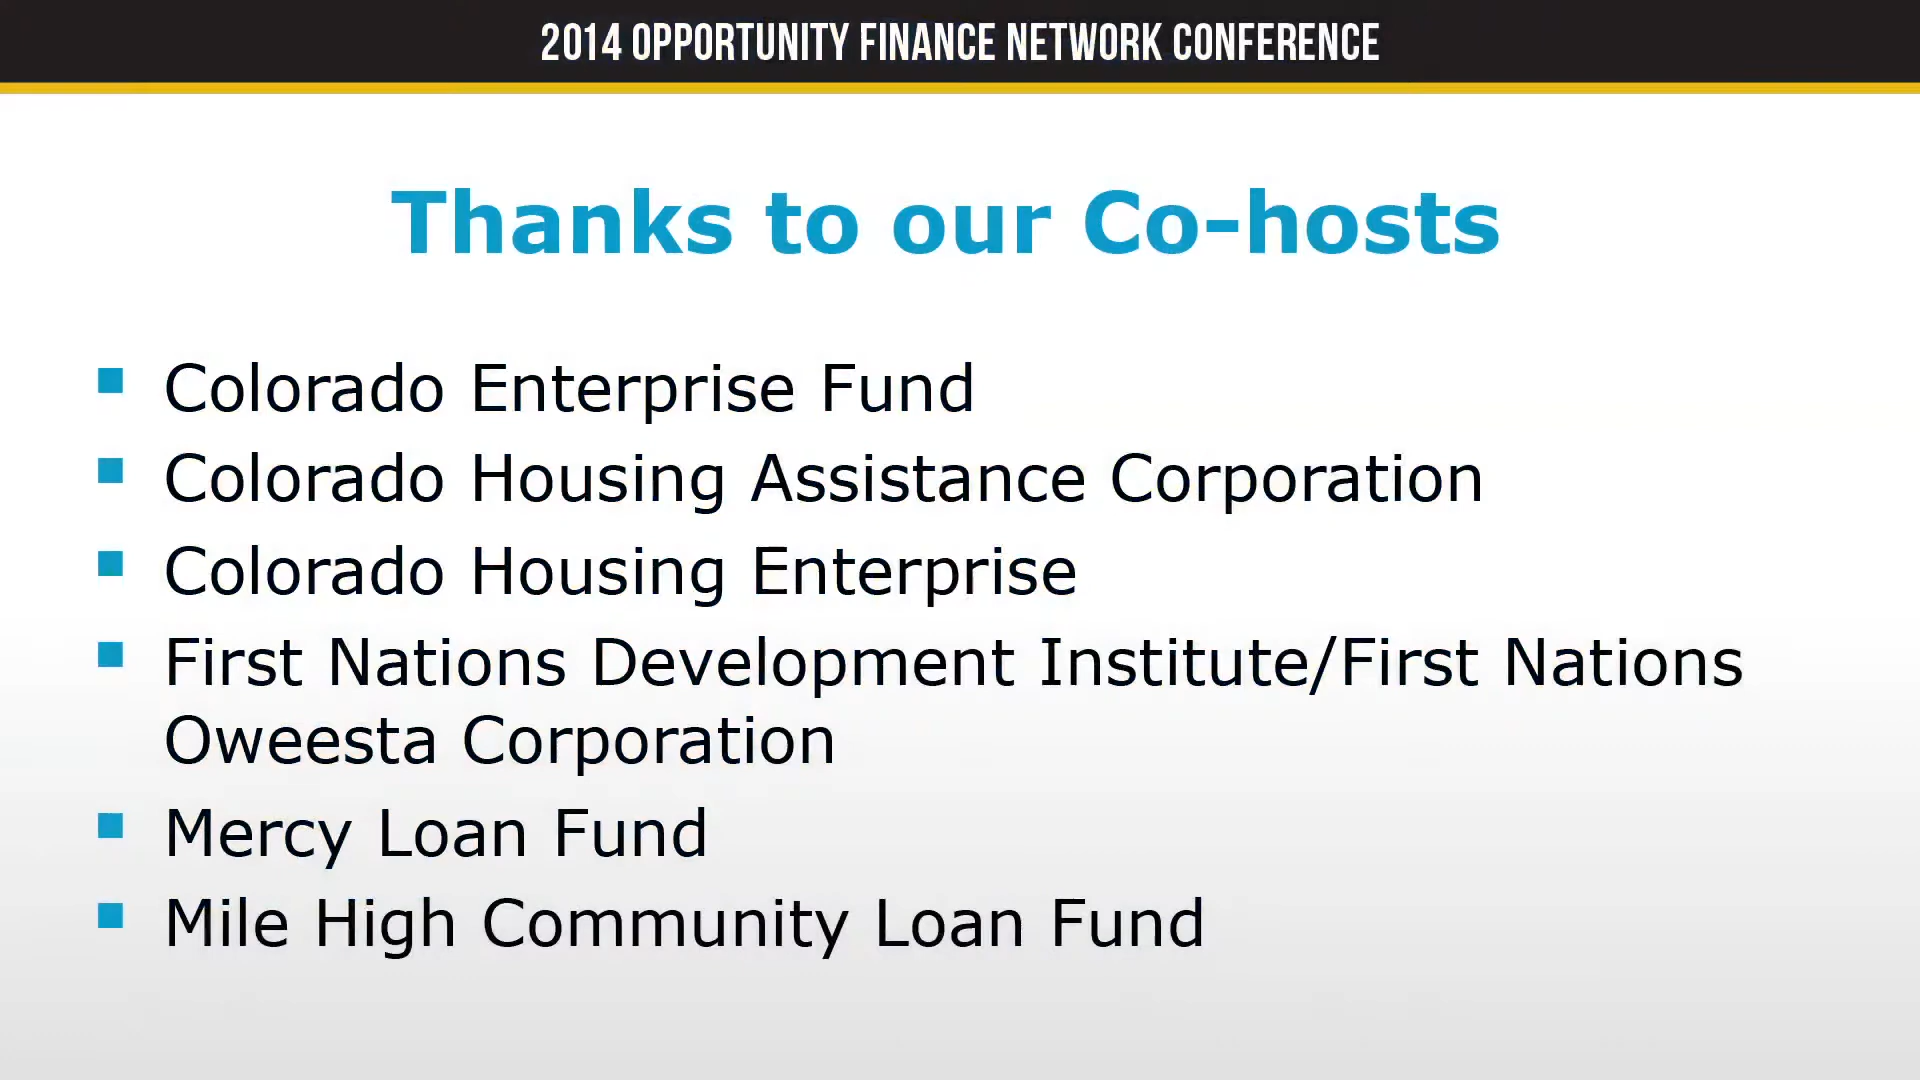 2014 OPPORTUNITY FINANCE NETWORK CONFERENCE
Thanks to our Co-hosts
Colorado Enterprise Fund
Colorado Housing Assistance Corporation
Colorado Housing Enterprise
First Nations Development Institute/First Nations
Oweesta Corporation
Mercy Loan Fund
Mile High Community Loan Fund